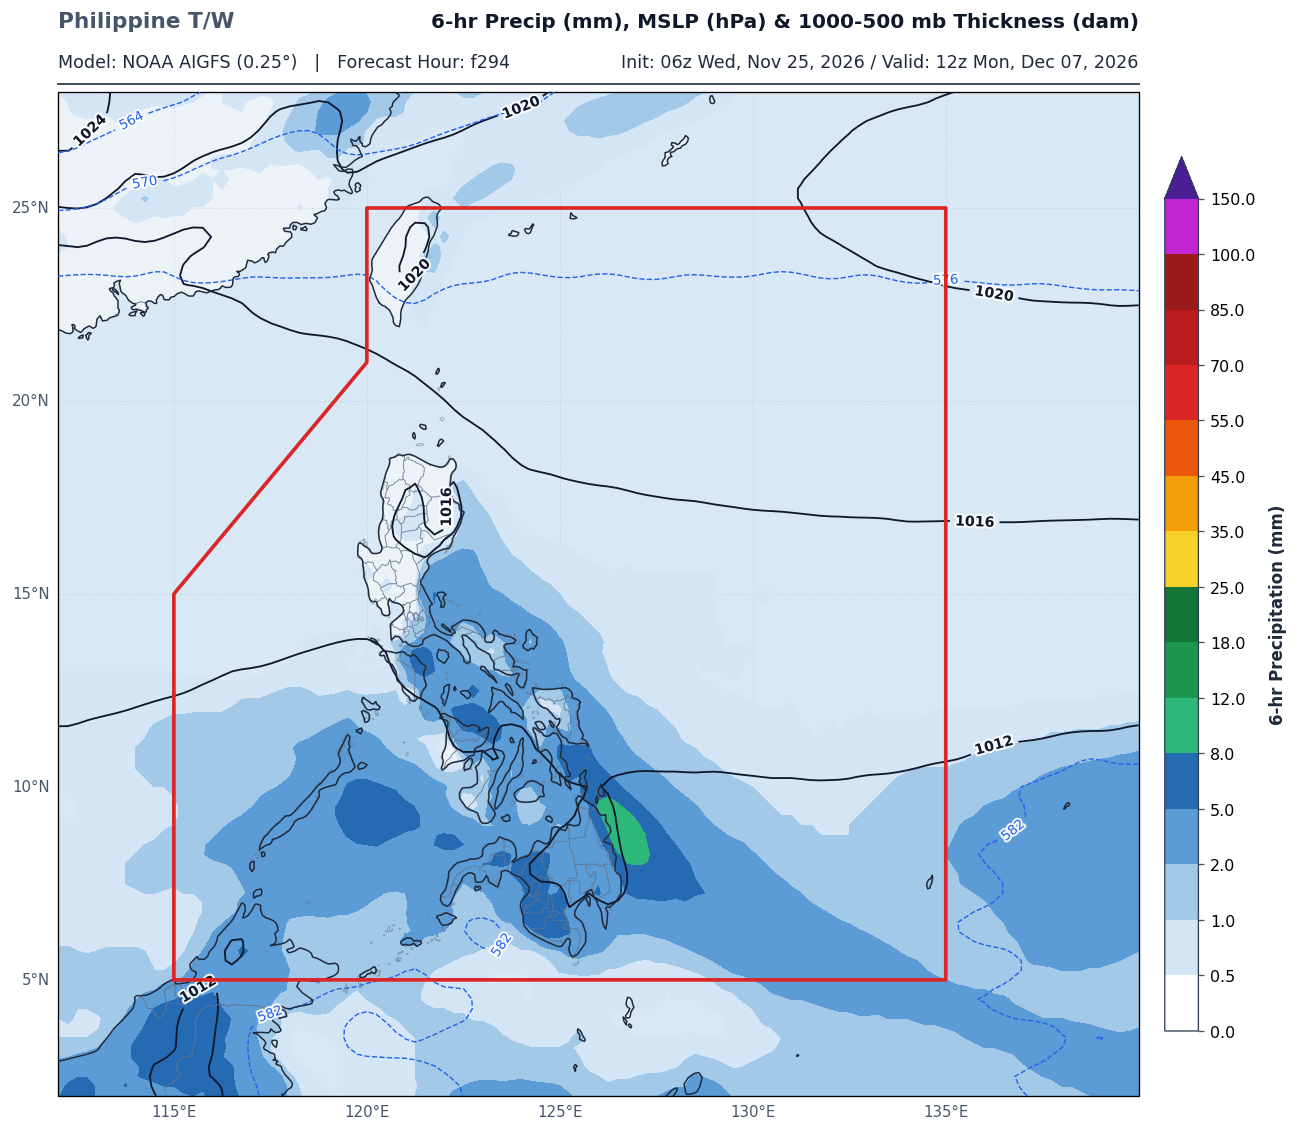 Philippine T/W
6-hr Precip (mm), MSLP (hPa) & 1000-500 mb Thickness (dam)
Model: NOAA AIGFS (0.25°)   |   Forecast Hour: f294
Init: 06z Wed, Nov 25, 2026 / Valid: 12z Mon, Dec 07, 2026
1024
564
1020
570
25°N
1020
576
1020
20°N
1016
1016
15°N
1012
10°N
582
582
5°N
1012
582
115°E
120°E
125°E
130°E
135°E
150.0
100.0
85.0
70.0
55.0
45.0
35.0
25.0
18.0
12.0
8.0
5.0
2.0
1.0
0.5
0.0
6-hr Precipitation (mm)